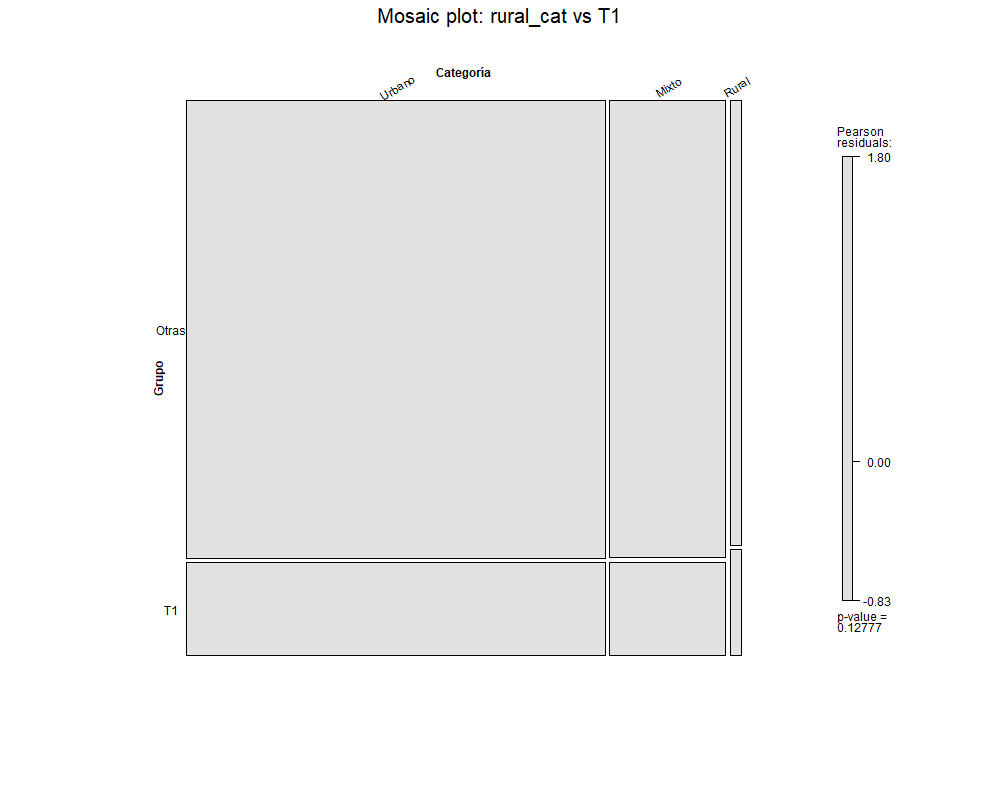 Mosaic plot: rural_cat vs T1
Categoría
Urbano
Mixto
Rural
Pearson
residuals:
1.80
0.00
-0.83
p-value =
0.12777
Otras
Grupo
T1